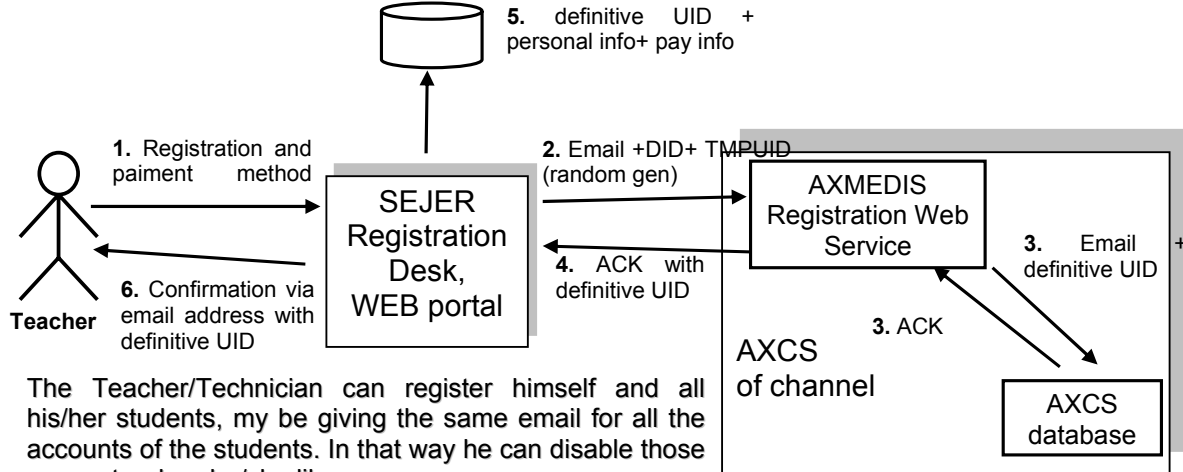 5. definitive UID +
personal info+ pay info
1. Registration and
paiment method
2. Email +DID+ TMPUID
(random gen)
SEJER
Registration
Desk,
WEB portal
AXMEDIS
Registration Web
Service
3. Email +
definitive UID
4. ACK with
definitive UID
6. Confirmation via
email address with
definitive UID
Teacher
3. ACK
AXCS
of channel
AXCS
database
The Teacher/Technician can register himself and all
his/her students, my be giving the same email for all the
accounts of the students. In that way he can disable those